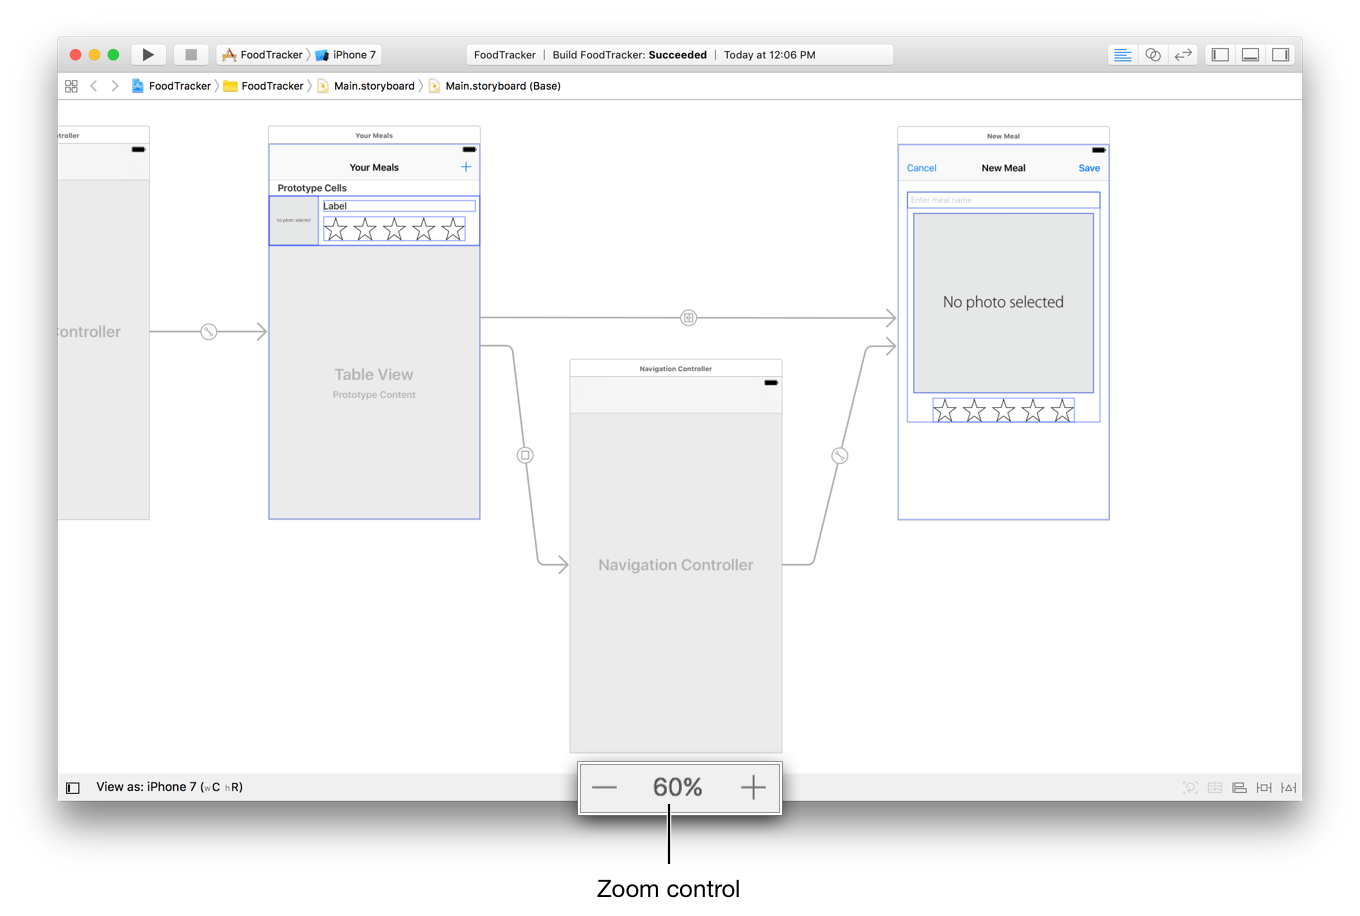 FoodTracker iPhone 7
FoodTracker | Build FoodTracker: Succeeded | Today at 12:06 PM
FoodTracker FoodTracker Main.storyboard Main.storyboard (Base)
ntroller
Controller
Your Meals
Your Meals +
Prototype Cells
No photo selected
Label
Table View
Prototype Content
Navigation Controller
Navigation Controller
New Meal
Cancel New Meal Save
Enter meal name
No photo selected
View as: iPhone 7 (wC hR)
— 60% +
Zoom control